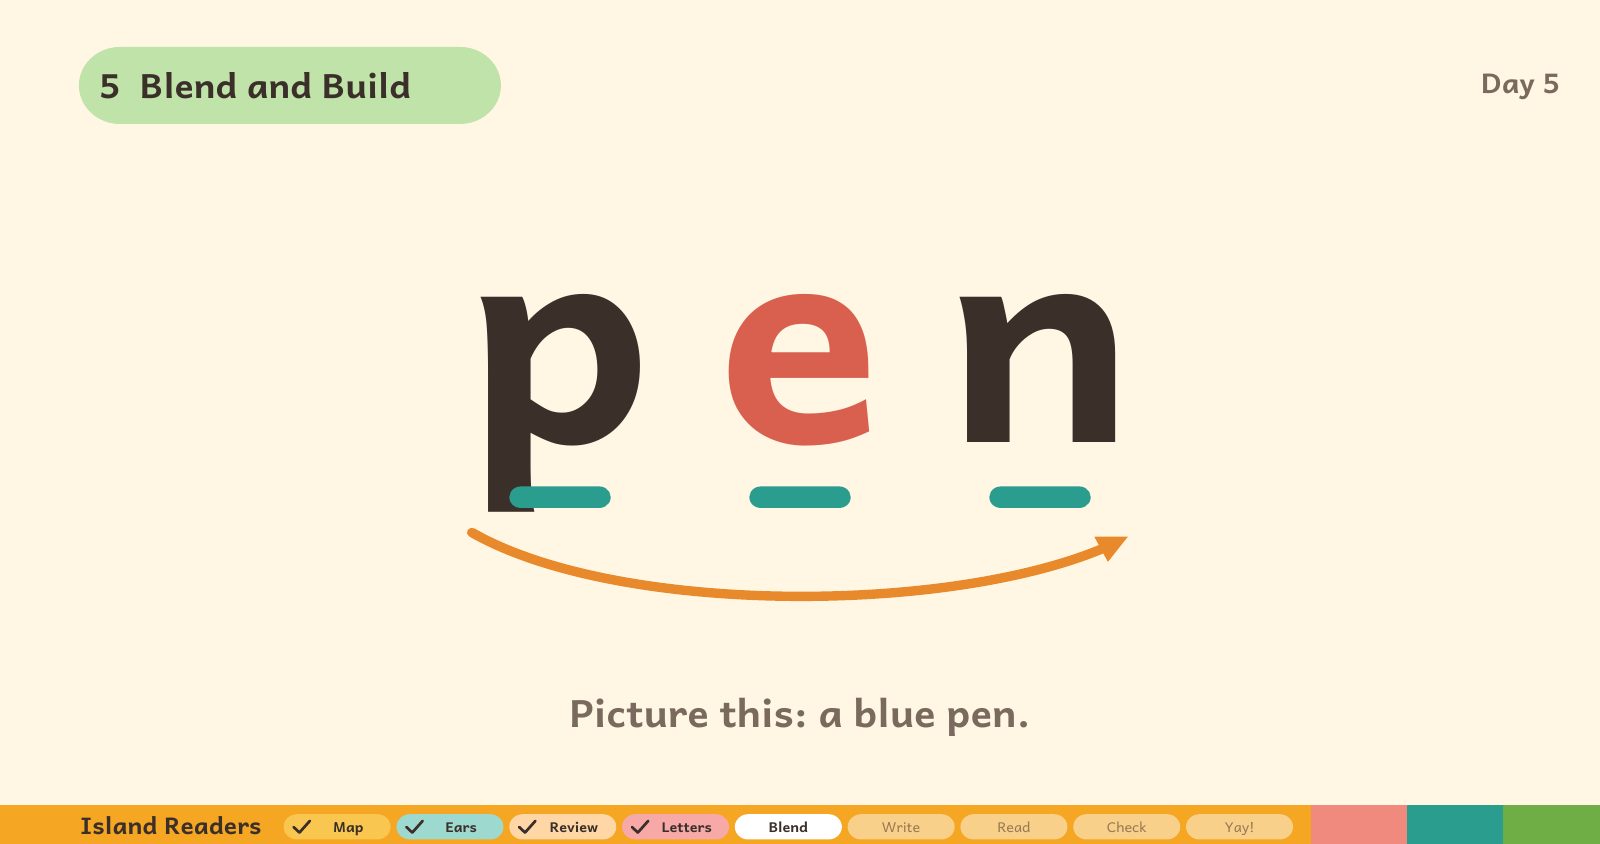 5 Blend and Build
Day 5
p e n
Picture this: a blue pen.
Island Readers
Map
Ears
Review
Letters
Blend
Write
Read
Check
Yay!